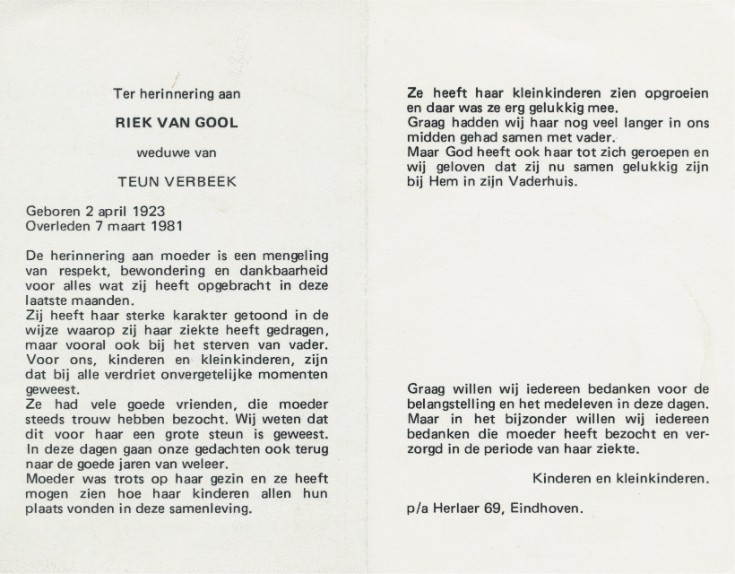 Ter herinnering aan
RIEK VAN GOOL
weduwe van
TEUN VERBEEK
Geboren 2 april 1923
Overleden 7 maart 1981
De herinnering aan moeder is een mengeling
van respekt, bewondering en dankbaarheid
voor alles wat zij heeft opgebracht in deze
laatste maanden.
Zij heeft haar sterke karakter getoond in de
wijze waarop zij haar ziekte heeft gedragen,
maar vooral ook bij het sterven van vader.
Voor ons, kinderen en kleinkinderen, zijn
dat bij alle verdriet onvergetelijke momenten
geweest.
Ze had vele goede vrienden, die moeder
steeds trouw hebben bezocht. Wij weten dat
dit voor haar een grote steun is geweest.
In deze dagen gaan onze gedachten ook terug
naar de goede jaren van weleer.
Moeder was trots op haar gezin en ze heeft
mogen zien hoe haar kinderen allen hun
plaats vonden in deze samenleving.
Ze heeft haar kleinkinderen zien opgroeien
en daar was ze erg gelukkig mee.
Graag hadden wij haar nog veel langer in ons
midden gehad samen met vader.
Maar God heeft ook haar tot zich geroepen en
wij geloven dat zij nu samen gelukkig zijn
bij Hem in zijn Vaderhuis.
Graag willen wij iedereen bedanken voor de
belangstelling en het medeleven in deze dagen.
Maar in het bijzonder willen wij iedereen
bedanken die moeder heeft bezocht en ver-
zorgd in de periode van haar ziekte.
Kinderen en kleinkinderen.
p/a Herlaer 69, Eindhoven.